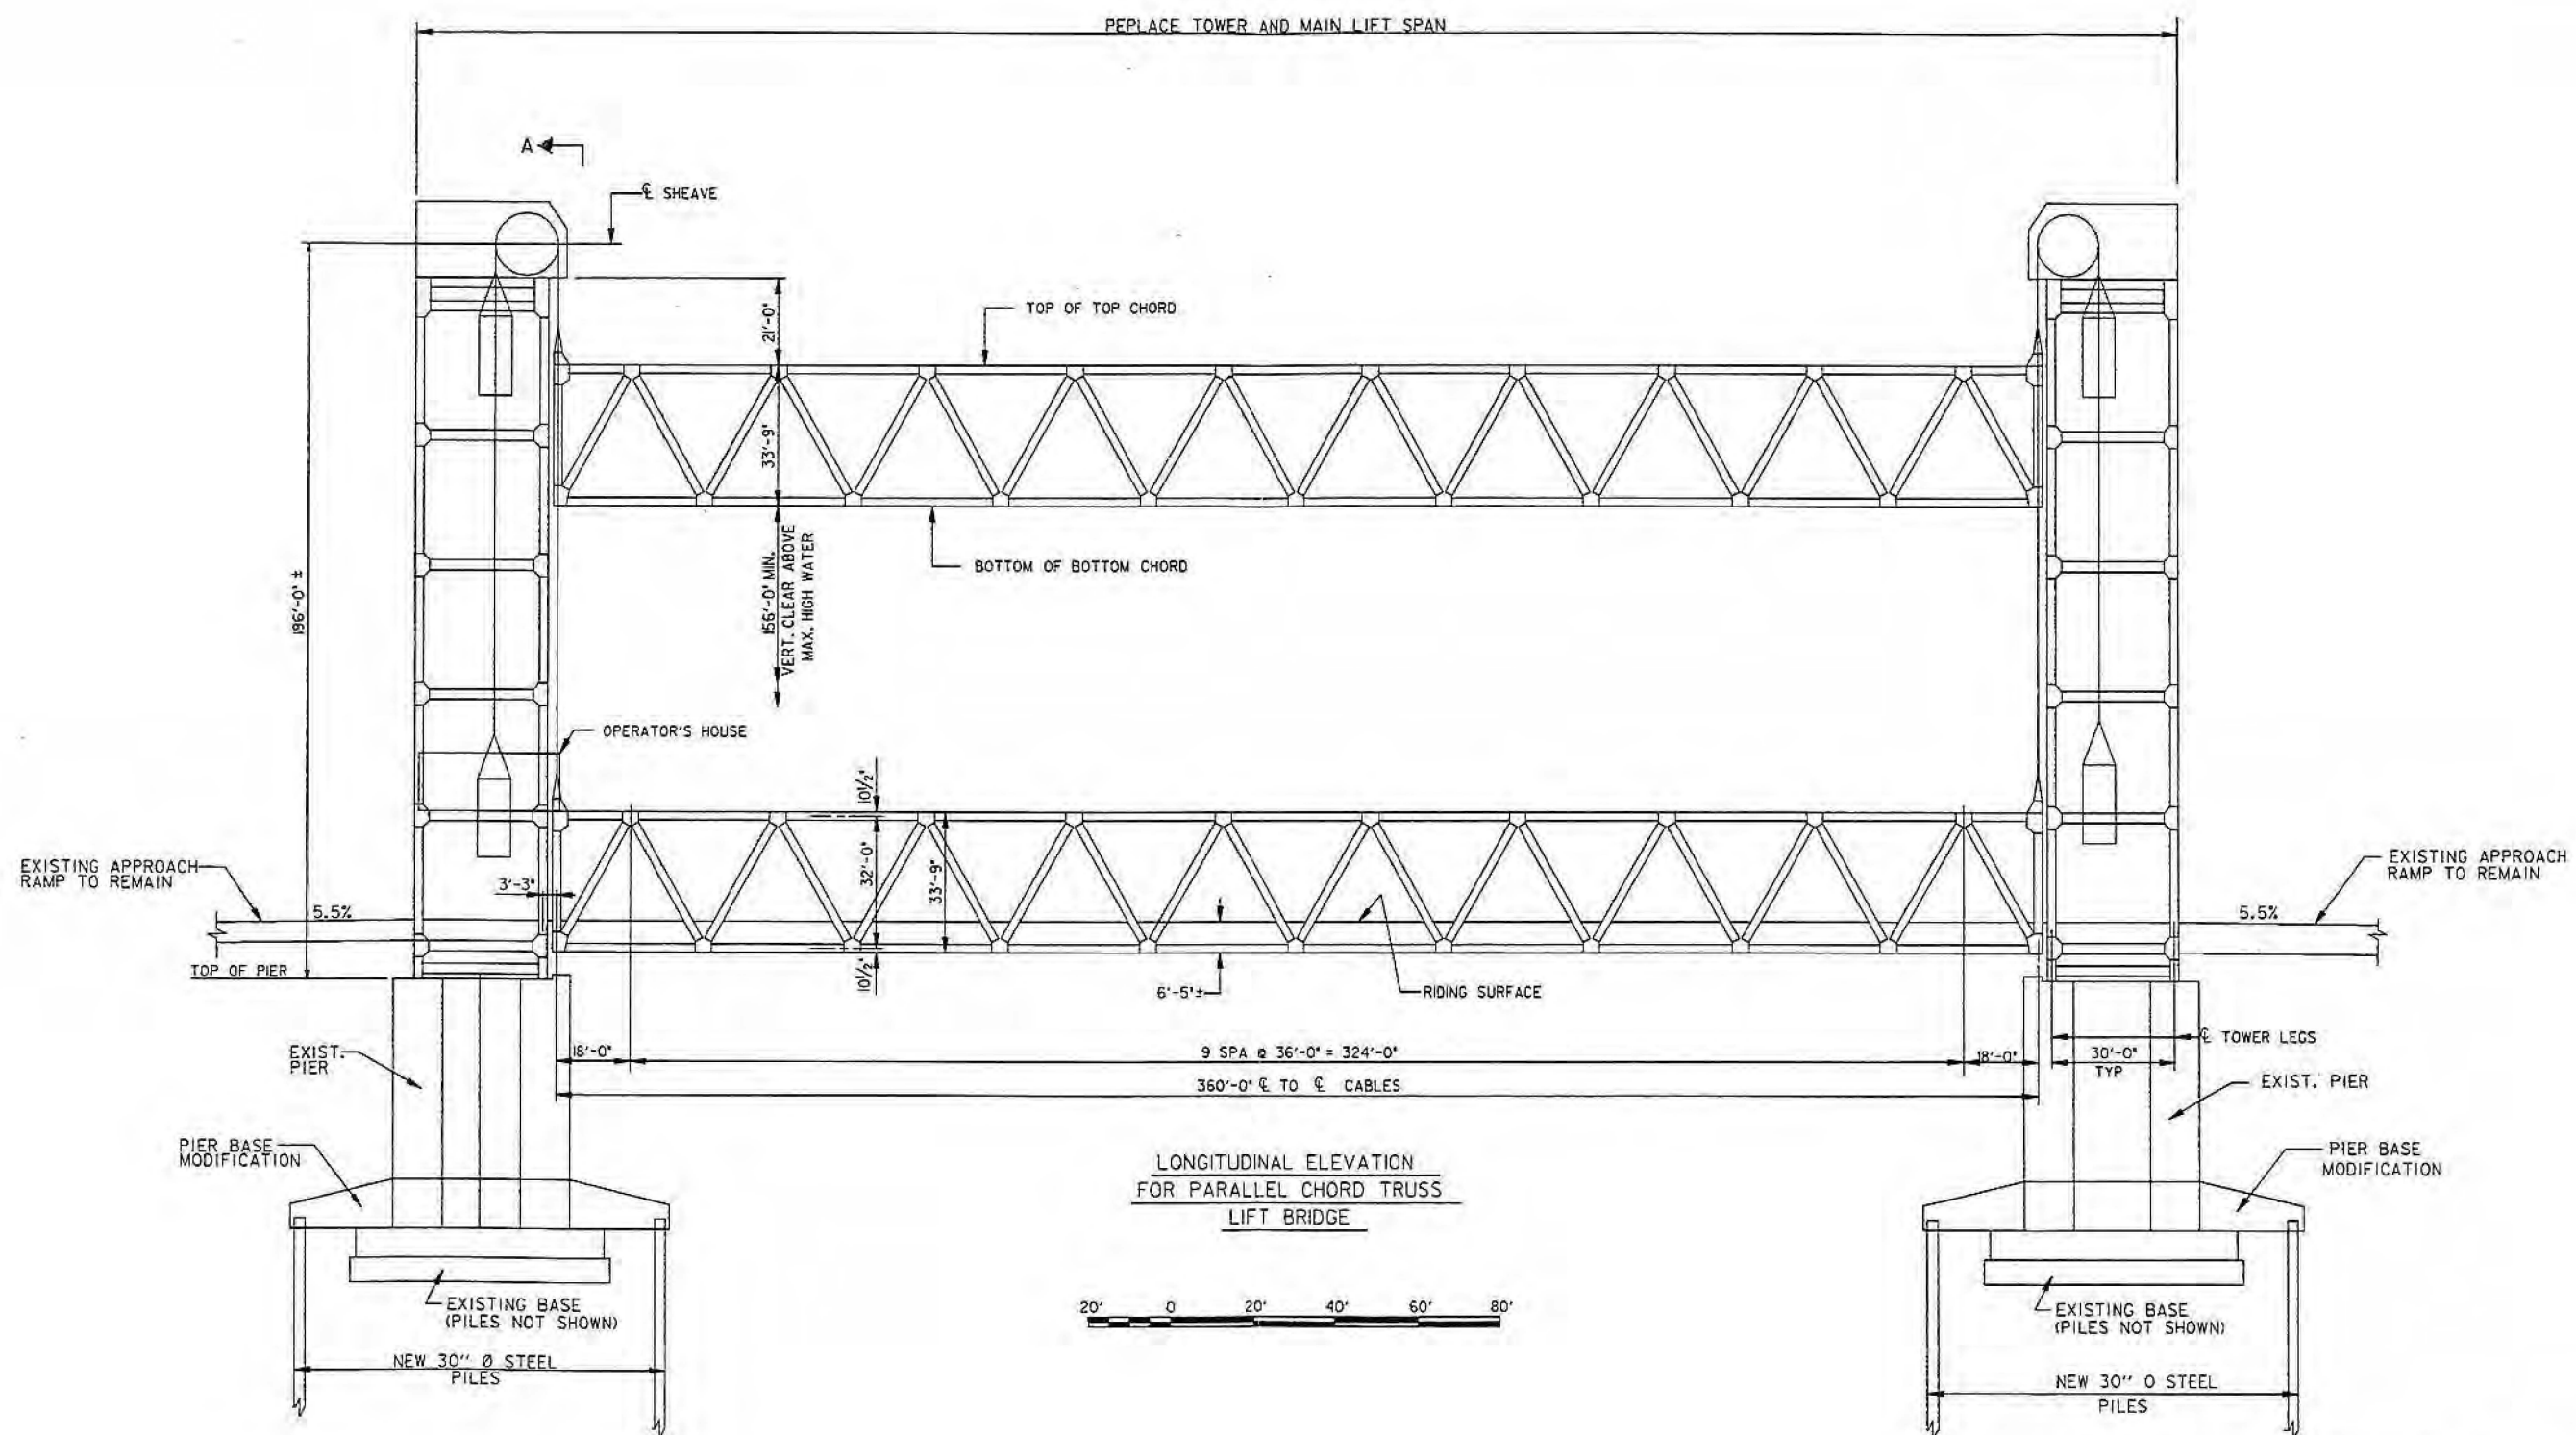 PEPLACE TOWER AND MAIN LIFT SPAN
A
℄ SHEAVE
TOP OF TOP CHORD
21'-0"
33'-9"
196'-0" ±
156'-0" MIN.
VERT. CLEAR ABOVE
MAX. HIGH WATER
BOTTOM OF BOTTOM CHORD
OPERATOR'S HOUSE
10½"
32'-0"
33'-9"
10½"
EXISTING APPROACH
RAMP TO REMAIN
5.5%
3'-3"
TOP OF PIER
EXISTING APPROACH
RAMP TO REMAIN
5.5%
6'-5"±
RIDING SURFACE
℄ TOWER LEGS
EXIST.
PIER
18'-0"
9 SPA @ 36'-0" = 324'-0"
18'-0"
30'-0"
TYP
360'-0" ℄ TO ℄ CABLES
EXIST. PIER
PIER BASE
MODIFICATION
PIER BASE
MODIFICATION
LONGITUDINAL ELEVATION
FOR PARALLEL CHORD TRUSS
LIFT BRIDGE
EXISTING BASE
(PILES NOT SHOWN)
20' 0 20' 40' 60' 80'
EXISTING BASE
(PILES NOT SHOWN)
NEW 30" Ø STEEL
PILES
NEW 30" O STEEL
PILES